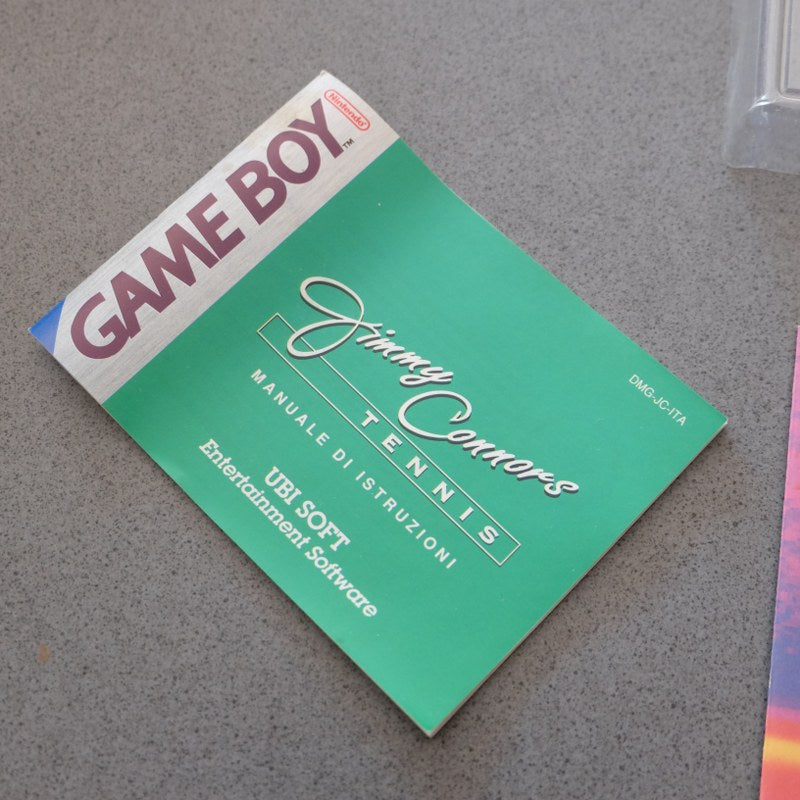 Nintendo®
GAME BOY™
DMG-JC-ITA
Jimmy Connors
TENNIS
MANUALE DI ISTRUZIONI
UBI SOFT
Entertainment Software